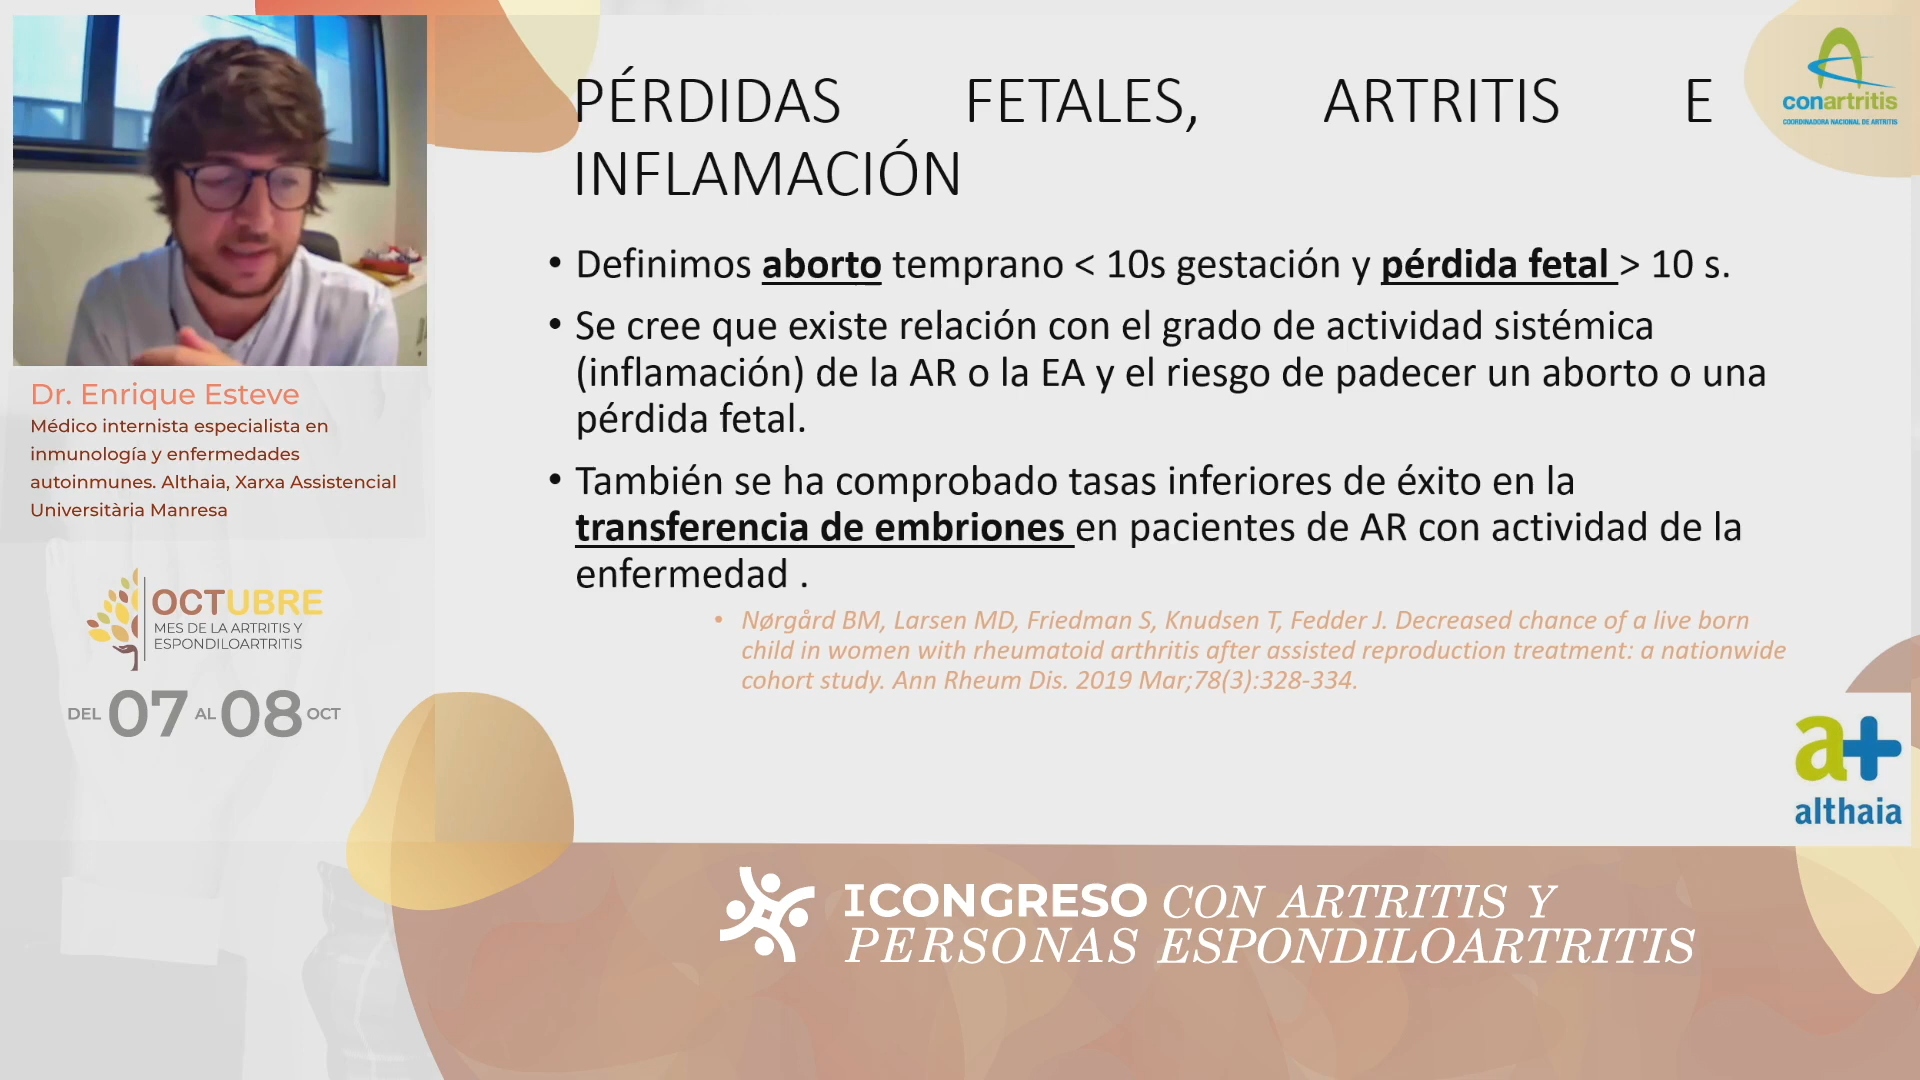 PÉRDIDAS FETALES, ARTRITIS E
INFLAMACIÓN
• Definimos aborto temprano < 10s gestación y pérdida fetal > 10 s.
• Se cree que existe relación con el grado de actividad sistémica
(inflamación) de la AR o la EA y el riesgo de padecer un aborto o una
pérdida fetal.
• También se ha comprobado tasas inferiores de éxito en la
transferencia de embriones en pacientes de AR con actividad de la
enfermedad .
• Nørgård BM, Larsen MD, Friedman S, Knudsen T, Fedder J. Decreased chance of a live born
child in women with rheumatoid arthritis after assisted reproduction treatment: a nationwide
cohort study. Ann Rheum Dis. 2019 Mar;78(3):328-334.
conartritis
COORDINADORA NACIONAL DE ARTRITIS
Dr. Enrique Esteve
Médico internista especialista en
inmunología y enfermedades
autoinmunes. Althaia, Xarxa Assistencial
Universitària Manresa
OCTUBRE
MES DE LA ARTRITIS Y
ESPONDILOARTRITIS
DEL 07 AL 08 OCT
a+
althaia
I CONGRESO CON ARTRITIS Y
PERSONAS ESPONDILOARTRITIS